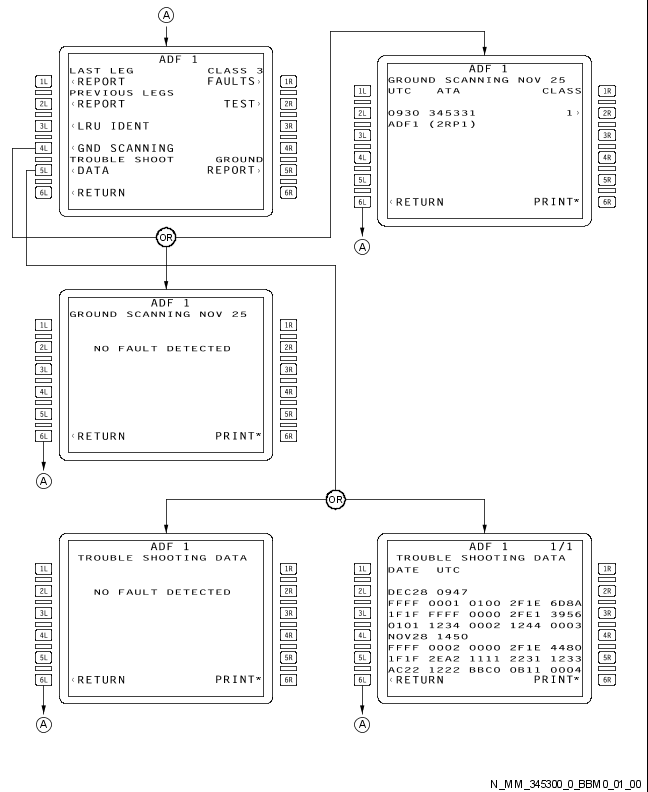 A
ADF 1
LAST LEG CLASS 3
1L ‹REPORT FAULTS› 1R
PREVIOUS LEGS
2L ‹REPORT TEST› 2R
3L ‹LRU IDENT 3R
4L ‹GND SCANNING 4R
TROUBLE SHOOT GROUND
5L ‹DATA REPORT› 5R
6L ‹RETURN 6R
ADF 1
GROUND SCANNING NOV 25
1L UTC ATA CLASS 1R
2L 0930 345331 1› 2R
ADF1 (2RP1)
3L 3R
4L 4R
5L 5R
6L ‹RETURN PRINT* 6R
A
OR
ADF 1
GROUND SCANNING NOV 25
1L 1R
2L NO FAULT DETECTED 2R
3L 3R
4L 4R
5L 5R
6L ‹RETURN PRINT* 6R
A
OR
ADF 1
TROUBLE SHOOTING DATA
1L 1R
2L NO FAULT DETECTED 2R
3L 3R
4L 4R
5L 5R
6L ‹RETURN PRINT* 6R
A
ADF 1 1/1
TROUBLE SHOOTING DATA
1L DATE UTC 1R
2L DEC28 0947 2R
FFFF 0001 0100 2F1E 6D8A
3L 1F1F FFFF 0000 2FE1 3956 3R
0101 1234 0002 1244 0003
4L NOV28 1450 4R
FFFF 0002 0000 2F1E 4480
5L 1F1F 2EA2 1111 2231 1233 5R
AC22 1222 BBC0 0B11 0004
6L ‹RETURN PRINT* 6R
A
N_MM_345300_0_BBM0_01_00